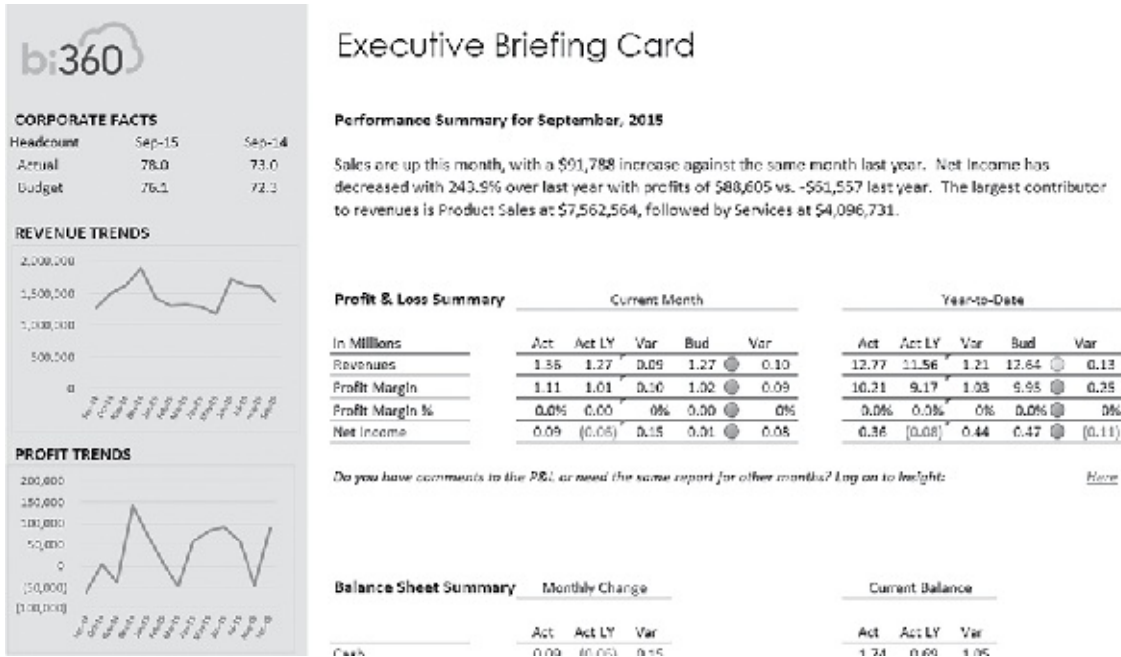 bi360
CORPORATE FACTS
Headcount Sep-15 Sep-14
Actual 78.0 73.0
Budget 76.1 72.3
REVENUE TRENDS
2,000,000
1,500,000
1,000,000
500,000
0
PROFIT TRENDS
200,000
150,000
100,000
50,000
0
(50,000)
(100,000)
Executive Briefing Card
Performance Summary for September, 2015
Sales are up this month, with a $91,788 increase against the same month last year. Net Income has
decreased with 243.9% over last year with profits of $88,605 vs. -$61,557 last year. The largest contributor
to revenues is Product Sales at $7,562,564, followed by Services at $4,096,731.
Profit & Loss Summary Current Month Year-to-Date
In Millions Act Act LY Var Bud Var Act Act LY Var Bud Var
Revenues 1.36 1.27 0.09 1.27 0.10 12.77 11.56 1.21 12.64 0.13
Profit Margin 1.11 1.01 0.10 1.02 0.09 10.21 9.17 1.03 9.95 0.25
Profit Margin % 0.0% 0.00 0% 0.00 0% 0.0% 0.0% 0% 0.0% 0%
Net Income 0.09 (0.06) 0.15 0.01 0.08 0.36 (0.08) 0.44 0.47 (0.11)
Do you have comments to the P&L or need the same report for other months? Log on to Insight: Here
Balance Sheet Summary Monthly Change Current Balance
Act Act LY Var Act Act LY Var
Cash 0.09 (0.06) 0.15 1.74 0.69 1.05